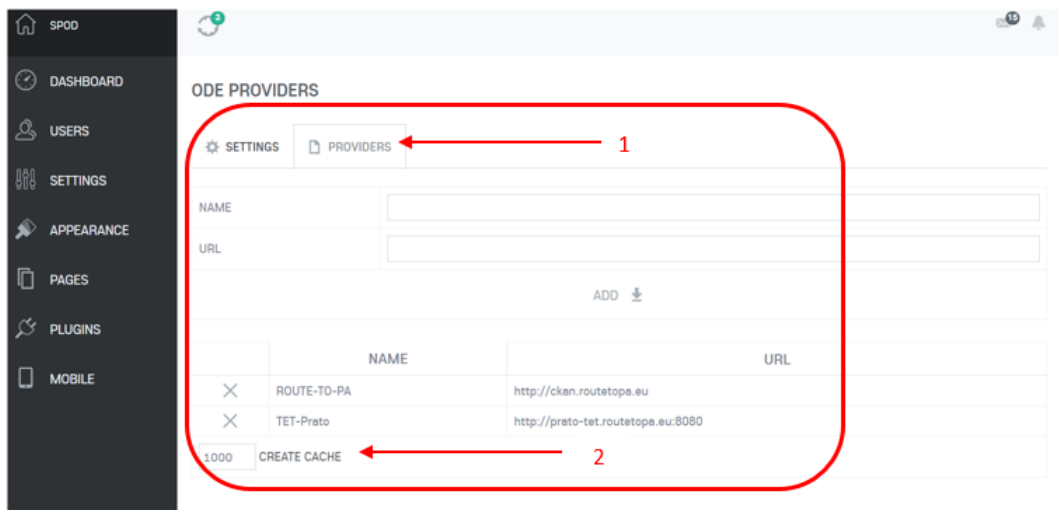 SPOD
3
15
DASHBOARD
USERS
SETTINGS
APPEARANCE
PAGES
PLUGINS
MOBILE
ODE PROVIDERS
SETTINGS PROVIDERS
1
NAME
URL
ADD
NAME URL
ROUTE-TO-PA http://ckan.routetopa.eu
TET-Prato http://prato-tet.routetopa.eu:8080
1000 CREATE CACHE
2